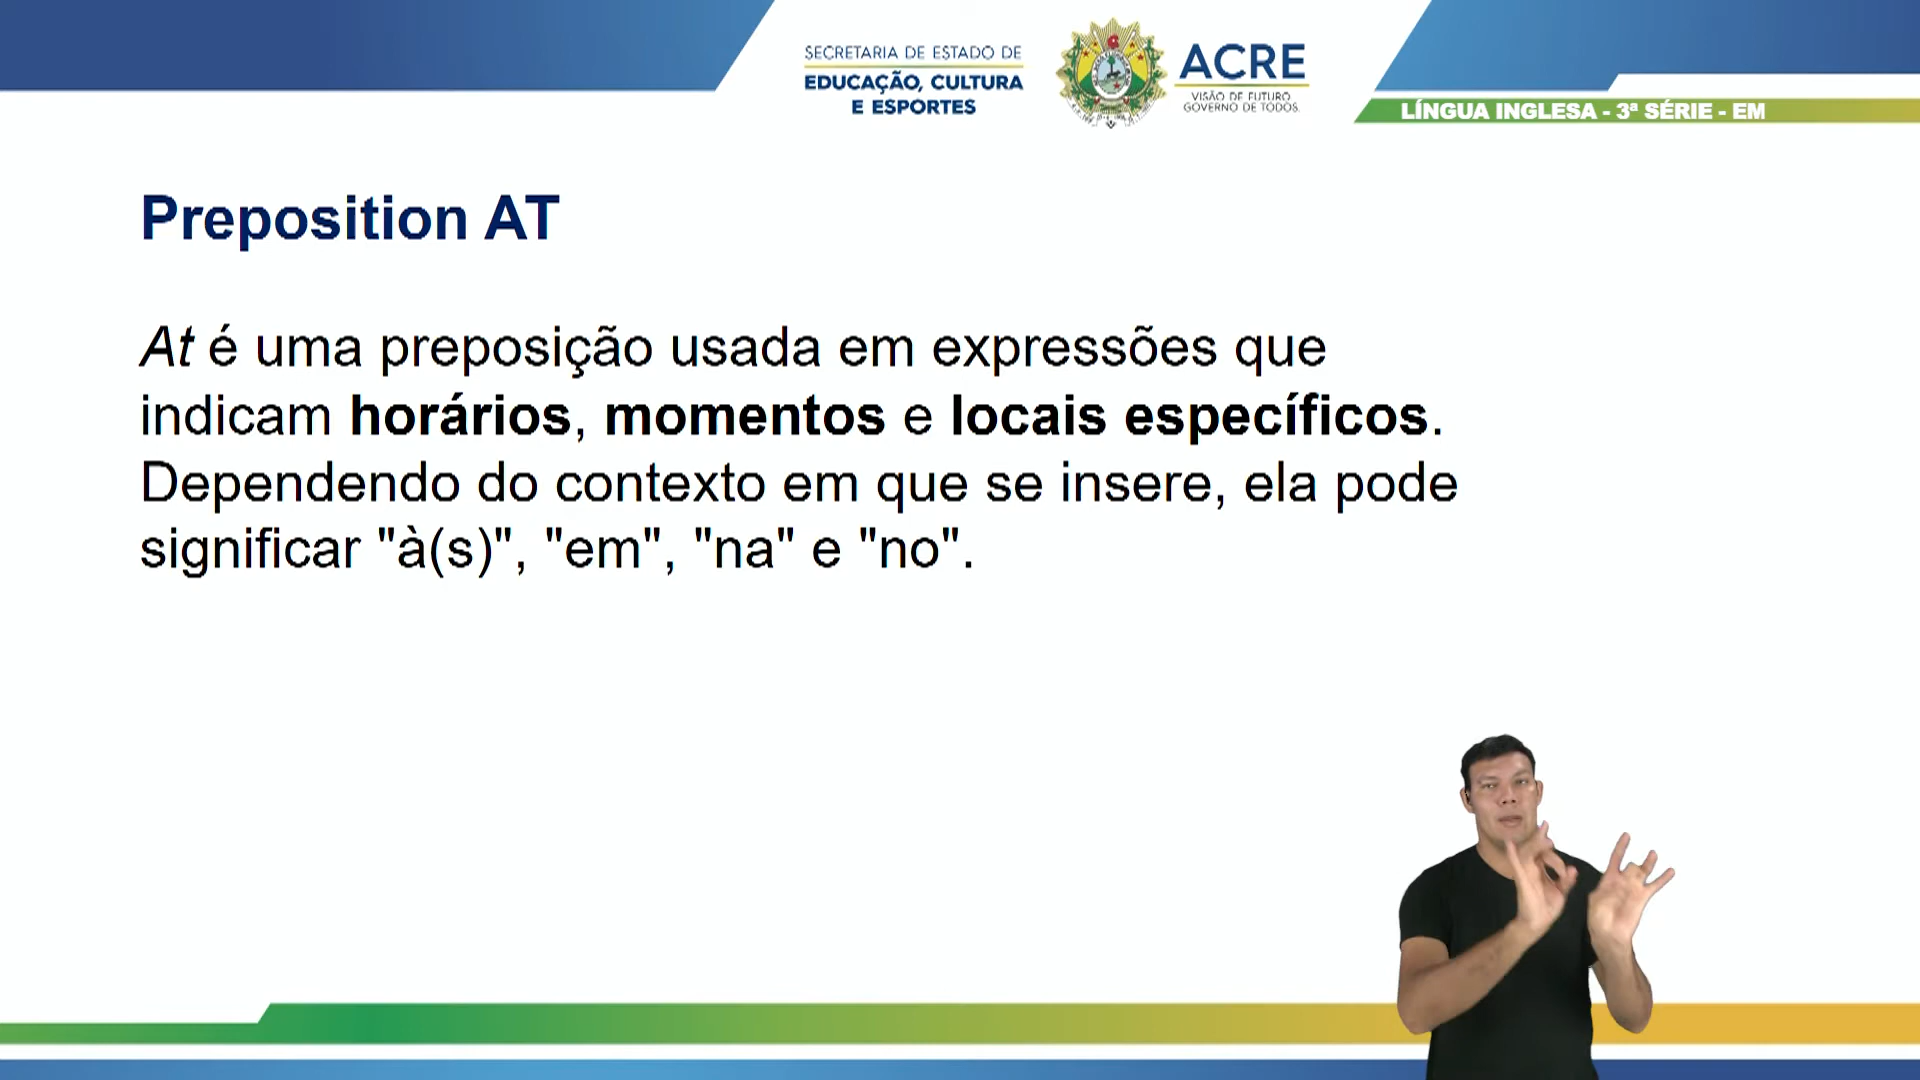 SECRETARIA DE ESTADO DE
EDUCAÇÃO, CULTURA
E ESPORTES
ACRE
VISÃO DE FUTURO
GOVERNO DE TODOS.
LÍNGUA INGLESA - 3ª SÉRIE - EM
Preposition AT
At é uma preposição usada em expressões que
indicam horários, momentos e locais específicos.
Dependendo do contexto em que se insere, ela pode
significar "à(s)", "em", "na" e "no".